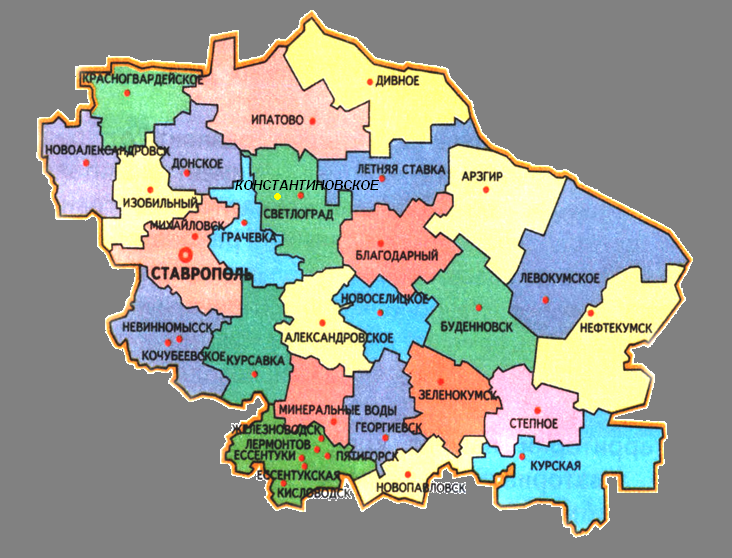 КРАСНОГВАРДЕЙСКОЕ
ДИВНОЕ
ИПАТОВО
НОВОАЛЕКСАНДРОВСК
ДОНСКОЕ
ЛЕТНЯЯ СТАВКА
АРЗГИР
КОНСТАНТИНОВСКОЕ
ИЗОБИЛЬНЫЙ
СВЕТЛОГРАД
МИХАЙЛОВСК
ГРАЧЕВКА
БЛАГОДАРНЫЙ
СТАВРОПОЛЬ
ЛЕВОКУМСКОЕ
НОВОСЕЛИЦКОЕ
НЕВИННОМЫССК
БУДЕННОВСК
НЕФТЕКУМСК
АЛЕКСАНДРОВСКОЕ
КОЧУБЕЕВСКОЕ
КУРСАВКА
ЗЕЛЕНОКУМСК
МИНЕРАЛЬНЫЕ ВОДЫ
СТЕПНОЕ
ЖЕЛЕЗНОВОДСК
ГЕОРГИЕВСК
ЛЕРМОНТОВ
ЕССЕНТУКИ
ПЯТИГОРСК
КУРСКАЯ
ЕССЕНТУКСКАЯ
НОВОПАВЛОВСК
КИСЛОВОДСК